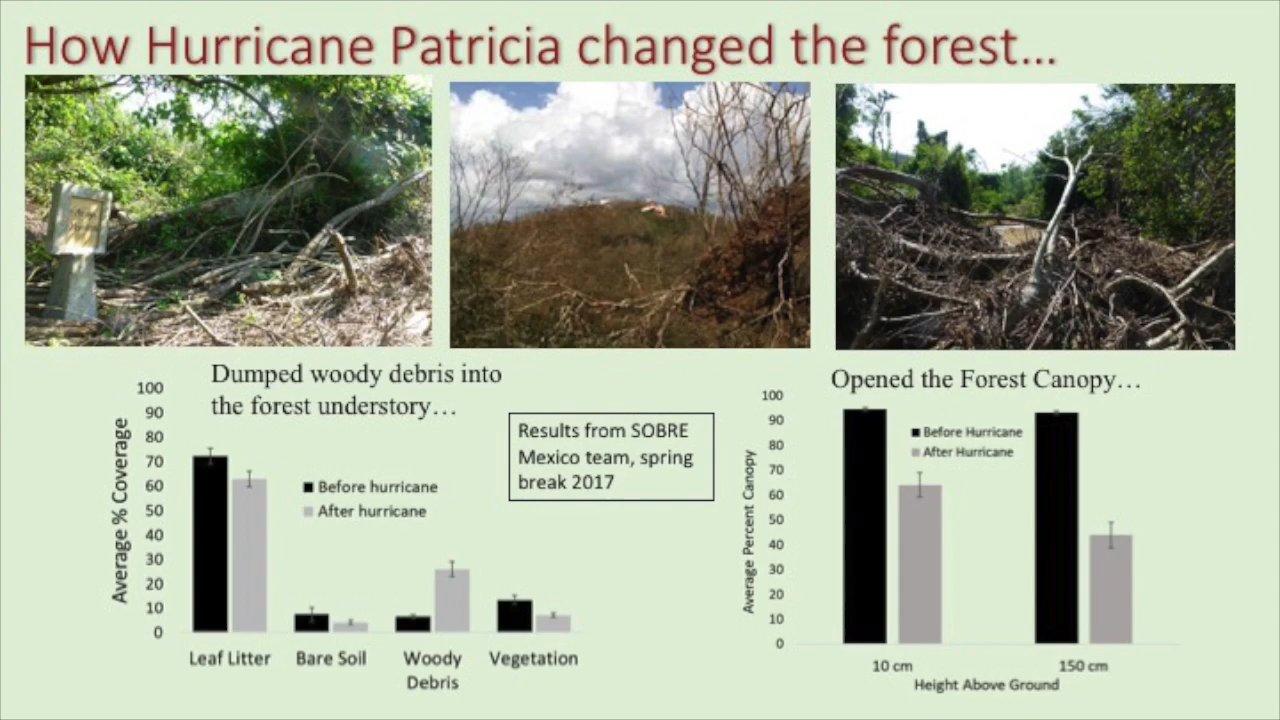 How Hurricane Patricia changed the forest...
Dumped woody debris into
the forest understory…
Average % Coverage
100
90
80
70
60
50
40
30
20
10
0
Before hurricane
After hurricane
Leaf Litter
Bare Soil
Woody
Debris
Vegetation
Results from SOBRE
Mexico team, spring
break 2017
Opened the Forest Canopy…
Average Percent Canopy
100
90
80
70
60
50
40
30
20
10
0
Before Hurricane
After Hurricane
10 cm
150 cm
Height Above Ground